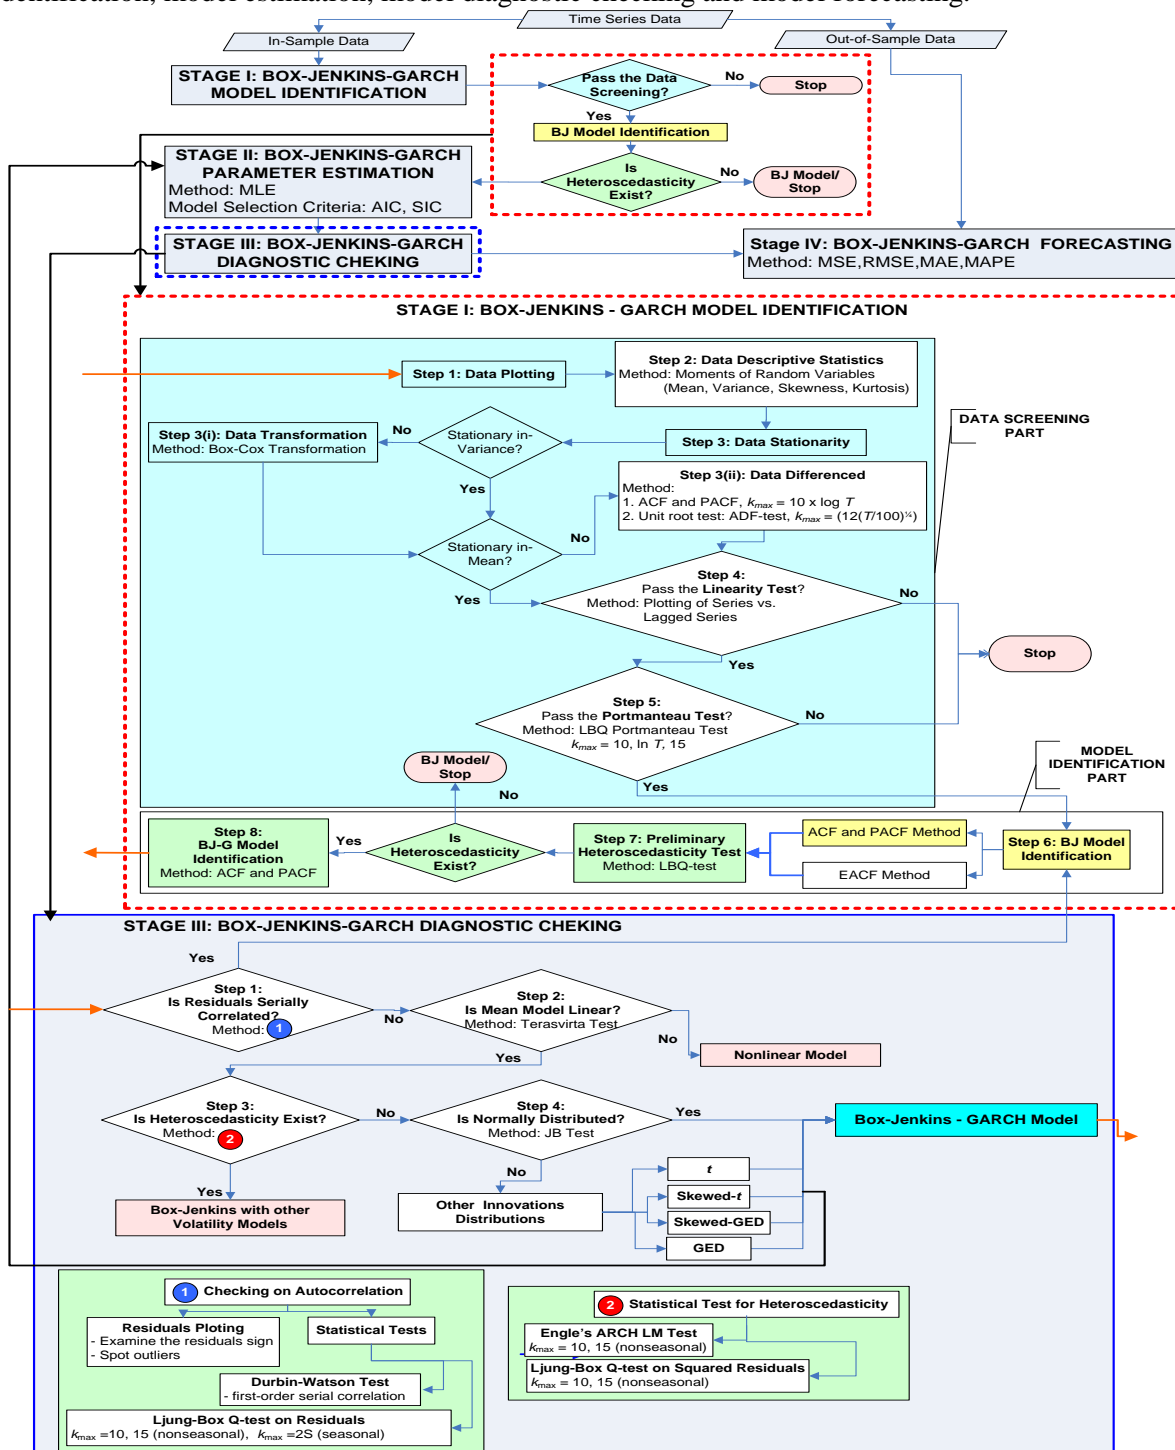 identification, model estimation, model diagnostic checking and model forecasting.
Time Series Data
In-Sample Data
Out-of-Sample Data
STAGE I: BOX-JENKINS-GARCH
MODEL IDENTIFICATION
Pass the Data
Screening?
No
Stop
Yes
BJ Model Identification
Is
Heteroscedasticity
Exist?
No
BJ Model/
Stop
STAGE II: BOX-JENKINS-GARCH
PARAMETER ESTIMATION
Method: MLE
Model Selection Criteria: AIC, SIC
STAGE III: BOX-JENKINS-GARCH
DIAGNOSTIC CHEKING
Stage IV: BOX-JENKINS-GARCH FORECASTING
Method: MSE,RMSE,MAE,MAPE
STAGE I: BOX-JENKINS - GARCH MODEL IDENTIFICATION
Step 1: Data Plotting
Step 2: Data Descriptive Statistics
Method: Moments of Random Variables
(Mean, Variance, Skewness, Kurtosis)
DATA SCREENING
PART
Step 3(i): Data Transformation
Method: Box-Cox Transformation
No
Stationary in-
Variance?
Step 3: Data Stationarity
Yes
Step 3(ii): Data Differenced
Method:
1. ACF and PACF, kmax = 10 x log T
2. Unit root test: ADF-test, kmax = (12(T/100)¼)
No
Stationary in-
Mean?
Yes
Step 4:
Pass the Linearity Test?
Method: Plotting of Series vs.
Lagged Series
No
Stop
Yes
Step 5:
Pass the Portmanteau Test?
Method: LBQ Portmanteau Test
kmax = 10, ln T, 15
No
Yes
MODEL
IDENTIFICATION
PART
BJ Model/
Stop
No
Step 8:
BJ-G Model
Identification
Method: ACF and PACF
Yes
Is
Heteroscedasticity
Exist?
Step 7: Preliminary
Heteroscedasticity Test
Method: LBQ-test
ACF and PACF Method
EACF Method
Step 6: BJ Model
Identification
STAGE III: BOX-JENKINS-GARCH DIAGNOSTIC CHEKING
Yes
Step 1:
Is Residuals Serially
Correlated?
Method: 1
No
Step 2:
Is Mean Model Linear?
Method: Terasvirta Test
No
Nonlinear Model
Yes
Step 3:
Is Heteroscedasticity Exist?
Method: 2
No
Step 4:
Is Normally Distributed?
Method: JB Test
Yes
Box-Jenkins - GARCH Model
Yes
No
Box-Jenkins with other
Volatility Models
Other Innovations
Distributions
t
Skewed-t
Skewed-GED
GED
1 Checking on Autocorrelation
Residuals Ploting
- Examine the residuals sign
- Spot outliers
Statistical Tests
Durbin-Watson Test
- first-order serial correlation
Ljung-Box Q-test on Residuals
kmax =10, 15 (nonseasonal), kmax =2S (seasonal)
2 Statistical Test for Heteroscedasticity
Engle's ARCH LM Test
kmax = 10, 15 (nonseasonal)
Ljung-Box Q-test on Squared Residuals
kmax = 10, 15 (nonseasonal)